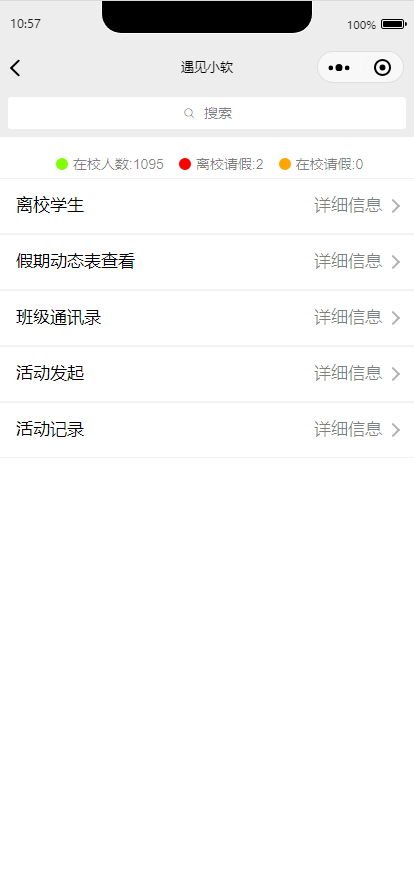 10:57 100%
遇见小软
搜索
在校人数:1095 离校请假:2 在校请假:0
离校学生 详细信息
假期动态表查看 详细信息
班级通讯录 详细信息
活动发起 详细信息
活动记录 详细信息